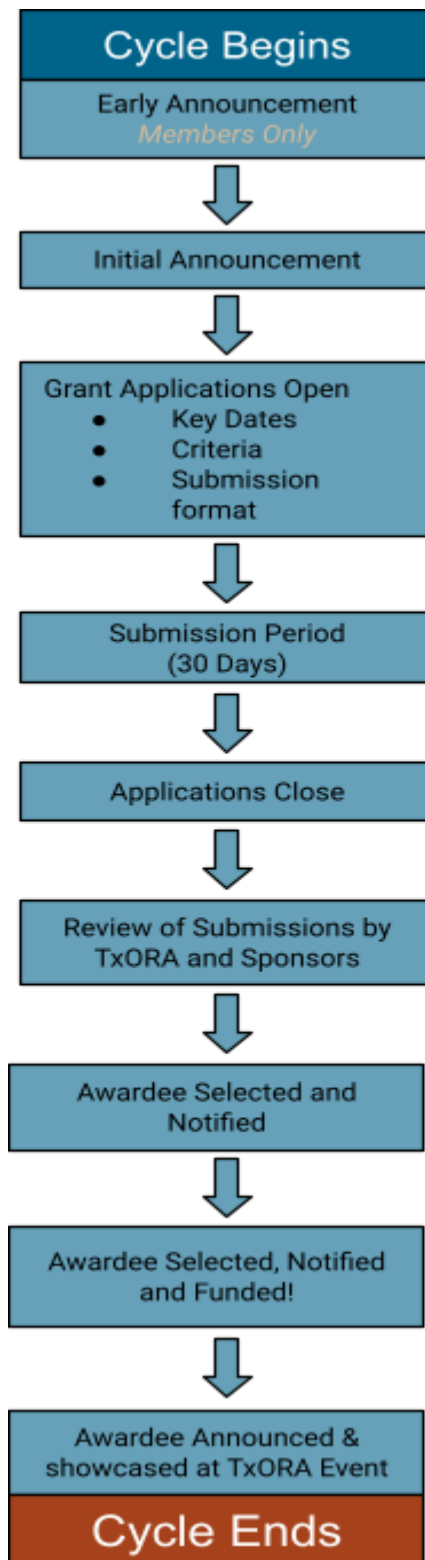 Cycle Begins
Early Announcement
Members Only
Initial Announcement
Grant Applications Open
● Key Dates
● Criteria
● Submission
format
Submission Period
(30 Days)
Applications Close
Review of Submissions by
TxORA and Sponsors
Awardee Selected and
Notified
Awardee Selected, Notified
and Funded!
Awardee Announced &
showcased at TxORA Event
Cycle Ends